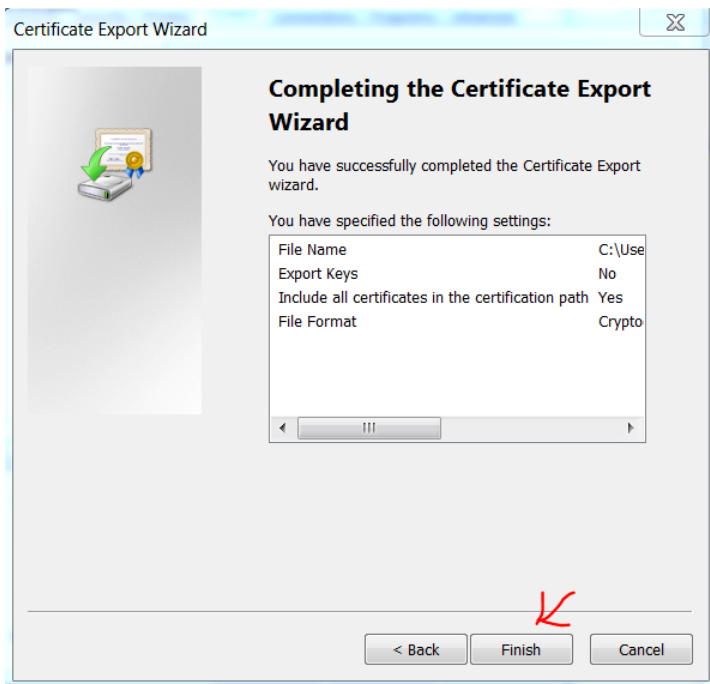 Certificate Export Wizard
Completing the Certificate Export
Wizard
You have successfully completed the Certificate Export
wizard.
You have specified the following settings:
File Name C:\Use
Export Keys No
Include all certificates in the certification path Yes
File Format Crypto
< Back Finish Cancel